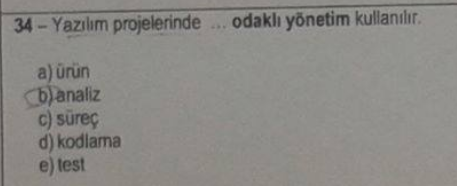 34 – Yazılım projelerinde ... odaklı yönetim kullanılır.
a) ürün
b) analiz
c) süreç
d) kodlama
e) test